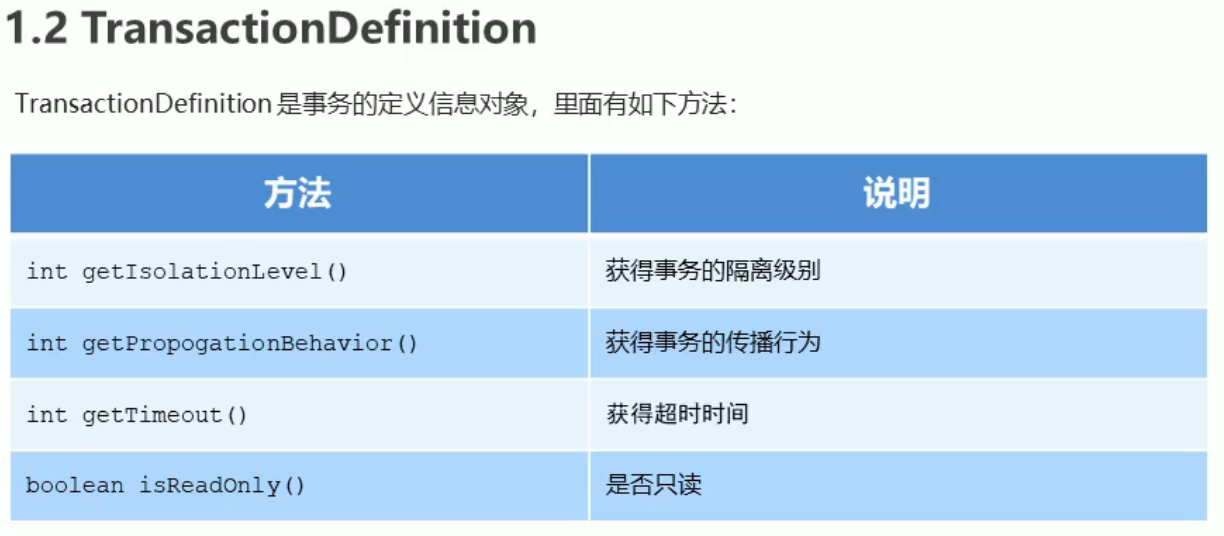 1.2 TransactionDefinition
TransactionDefinition 是事务的定义信息对象，里面有如下方法：
方法 说明
int getIsolationLevel() 获得事务的隔离级别
int getPropogationBehavior() 获得事务的传播行为
int getTimeout() 获得超时时间
boolean isReadOnly() 是否只读